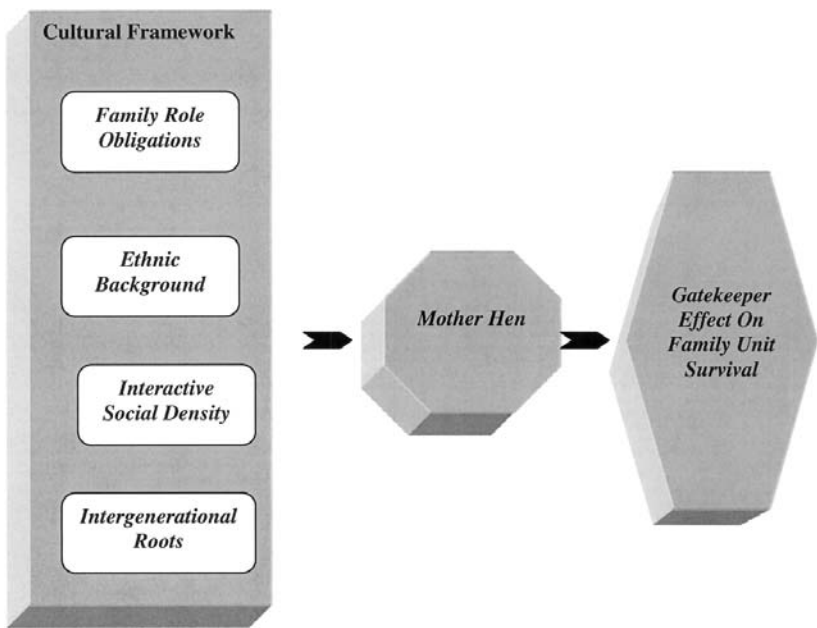 Cultural Framework
Family Role
Obligations
Ethnic
Background
Interactive
Social Density
Intergenerational
Roots
Mother Hen
Gatekeeper
Effect On
Family Unit
Survival